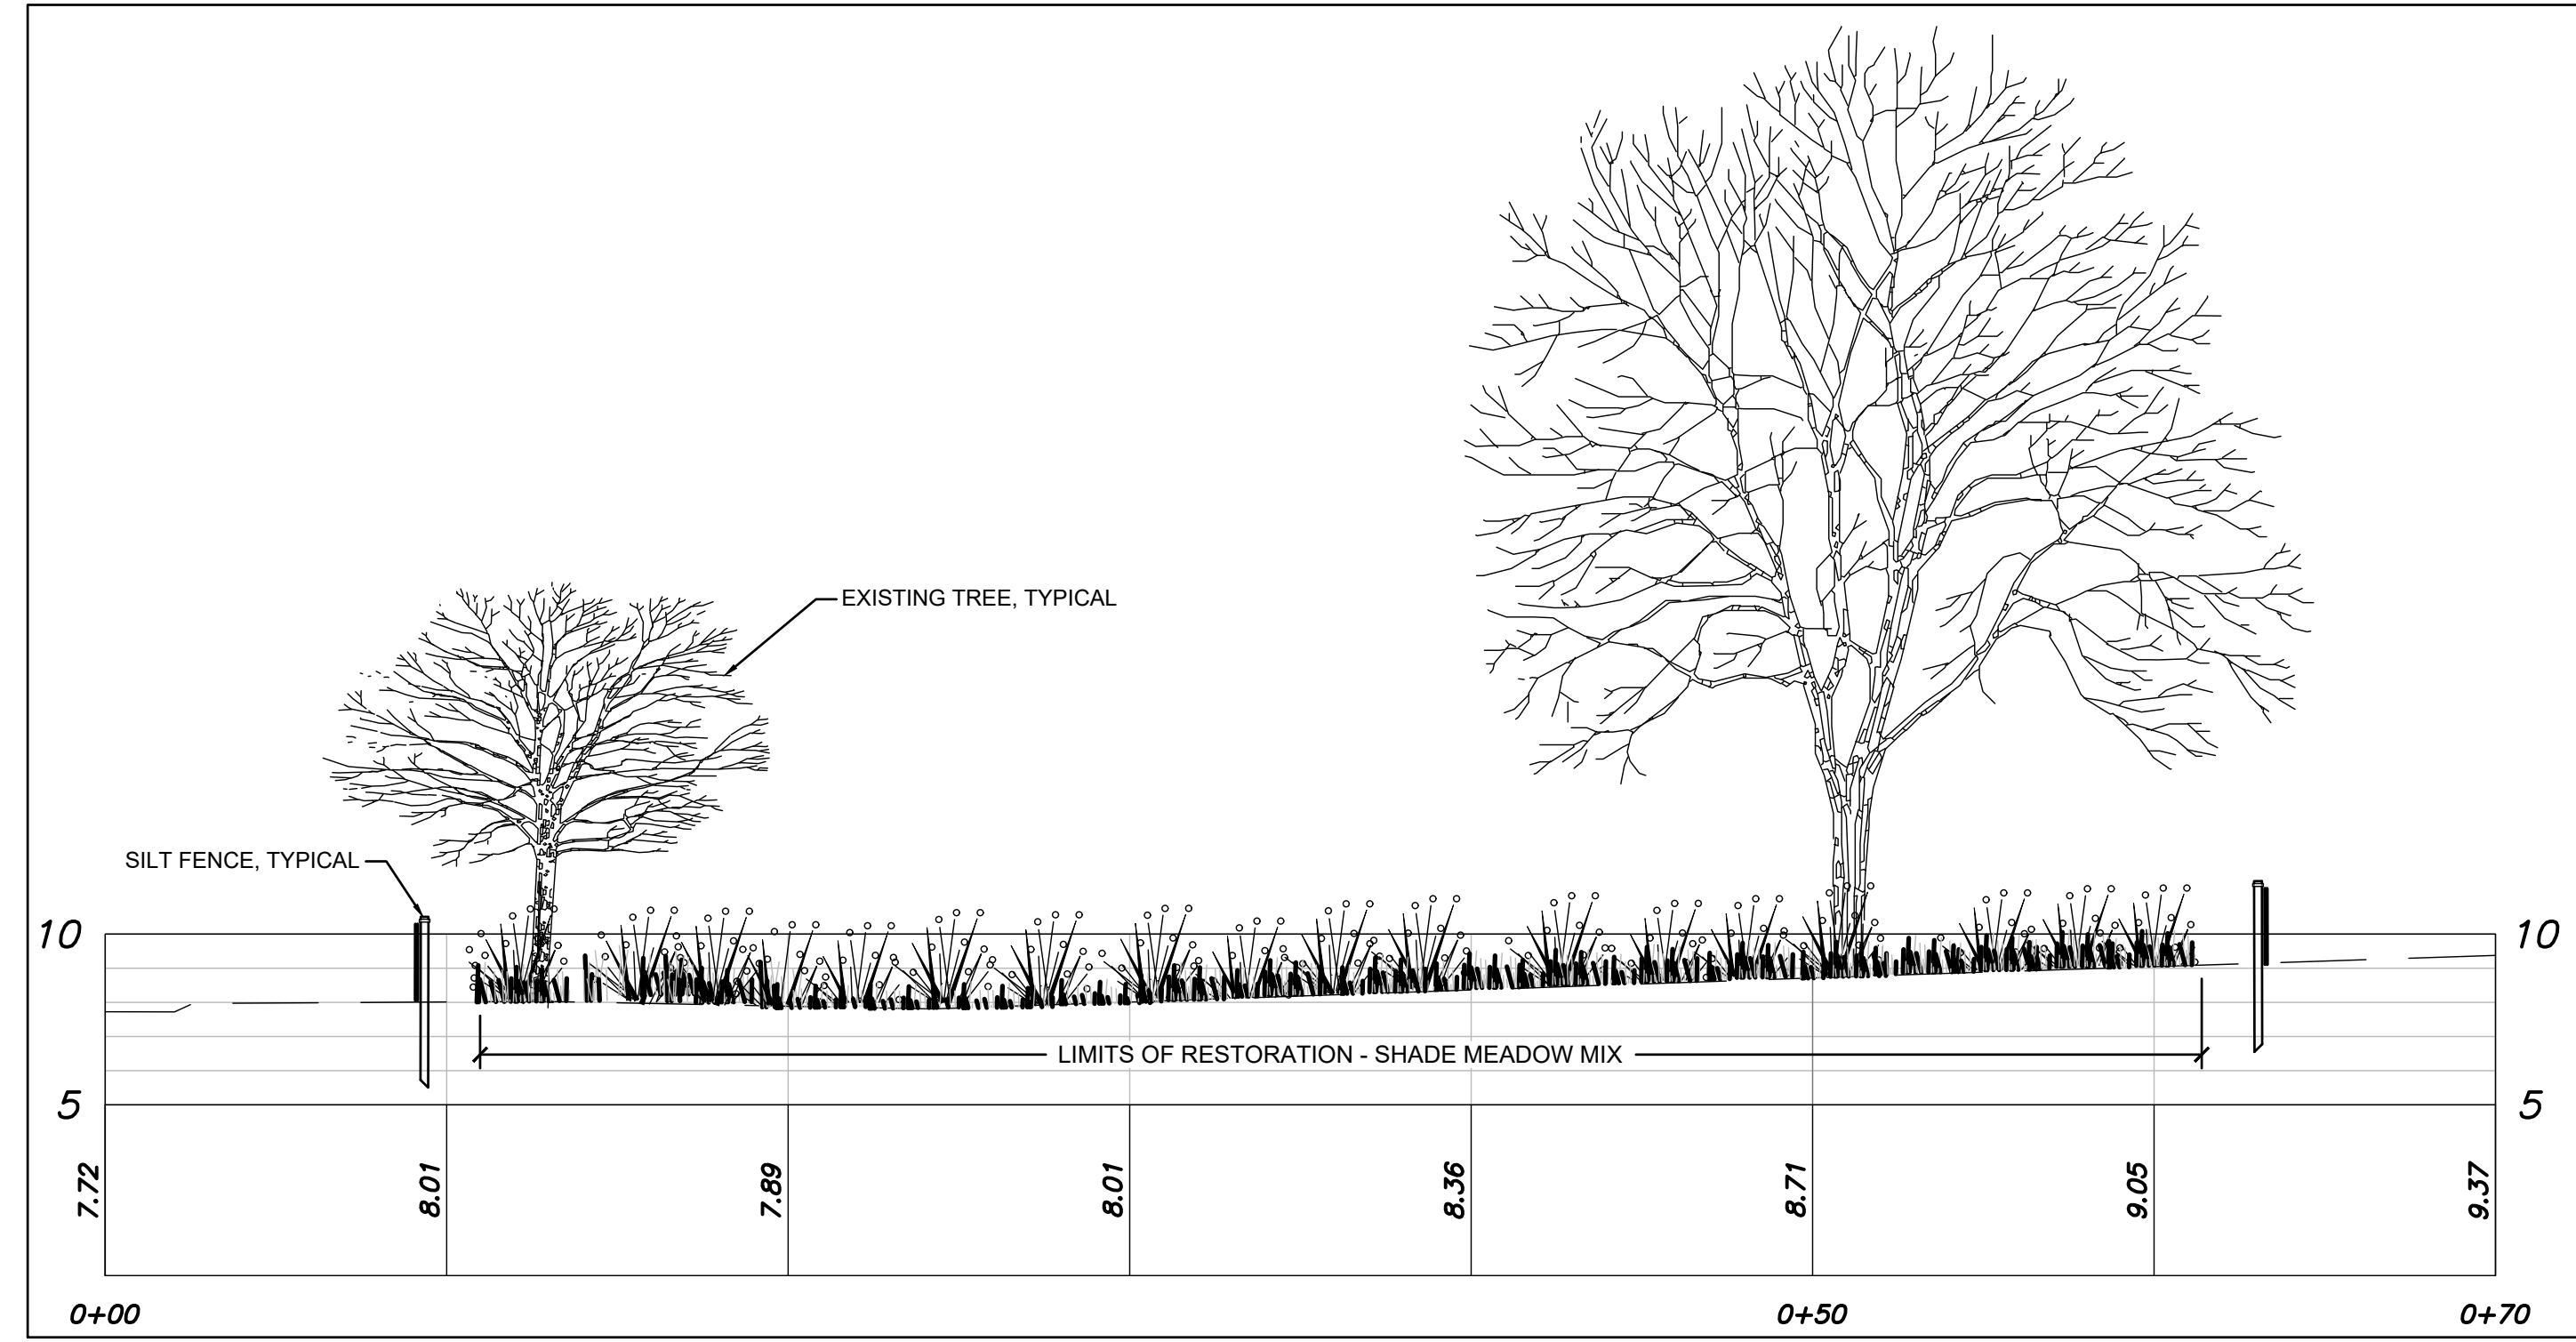 EXISTING TREE, TYPICAL
SILT FENCE, TYPICAL
10 10
LIMITS OF RESTORATION - SHADE MEADOW MIX
5 5
7.72 8.01 7.89 8.01 8.36 8.71 9.05 9.37
0+00 0+50 0+70